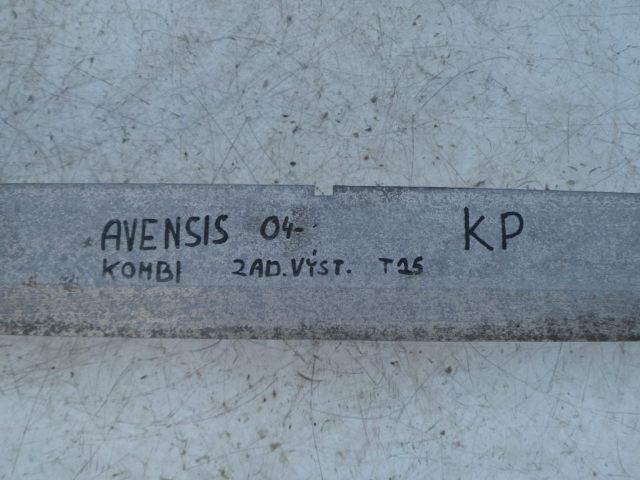 AVENSIS 04- KP
KOMBI ZAD.VÝST. T25